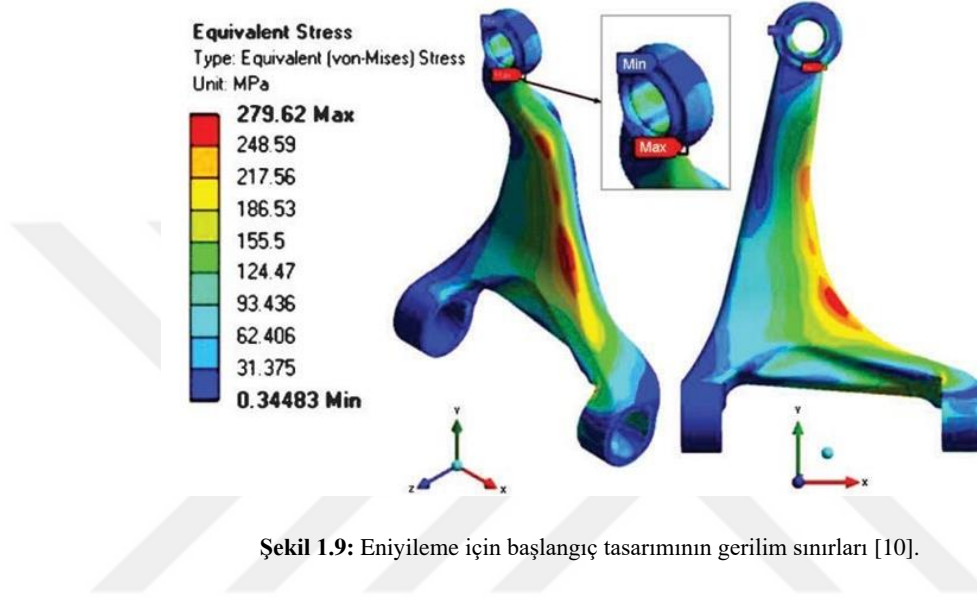 Equivalent Stress
Type: Equivalent (von-Mises) Stress
Unit: MPa
279.62 Max
248.59
217.56
186.53
155.5
124.47
93.436
62.406
31.375
0.34483 Min
Max
Min
Max
Y
Z
X
Y
X
Şekil 1.9: Eniyileme için başlangıç tasarımının gerilim sınırları [10].